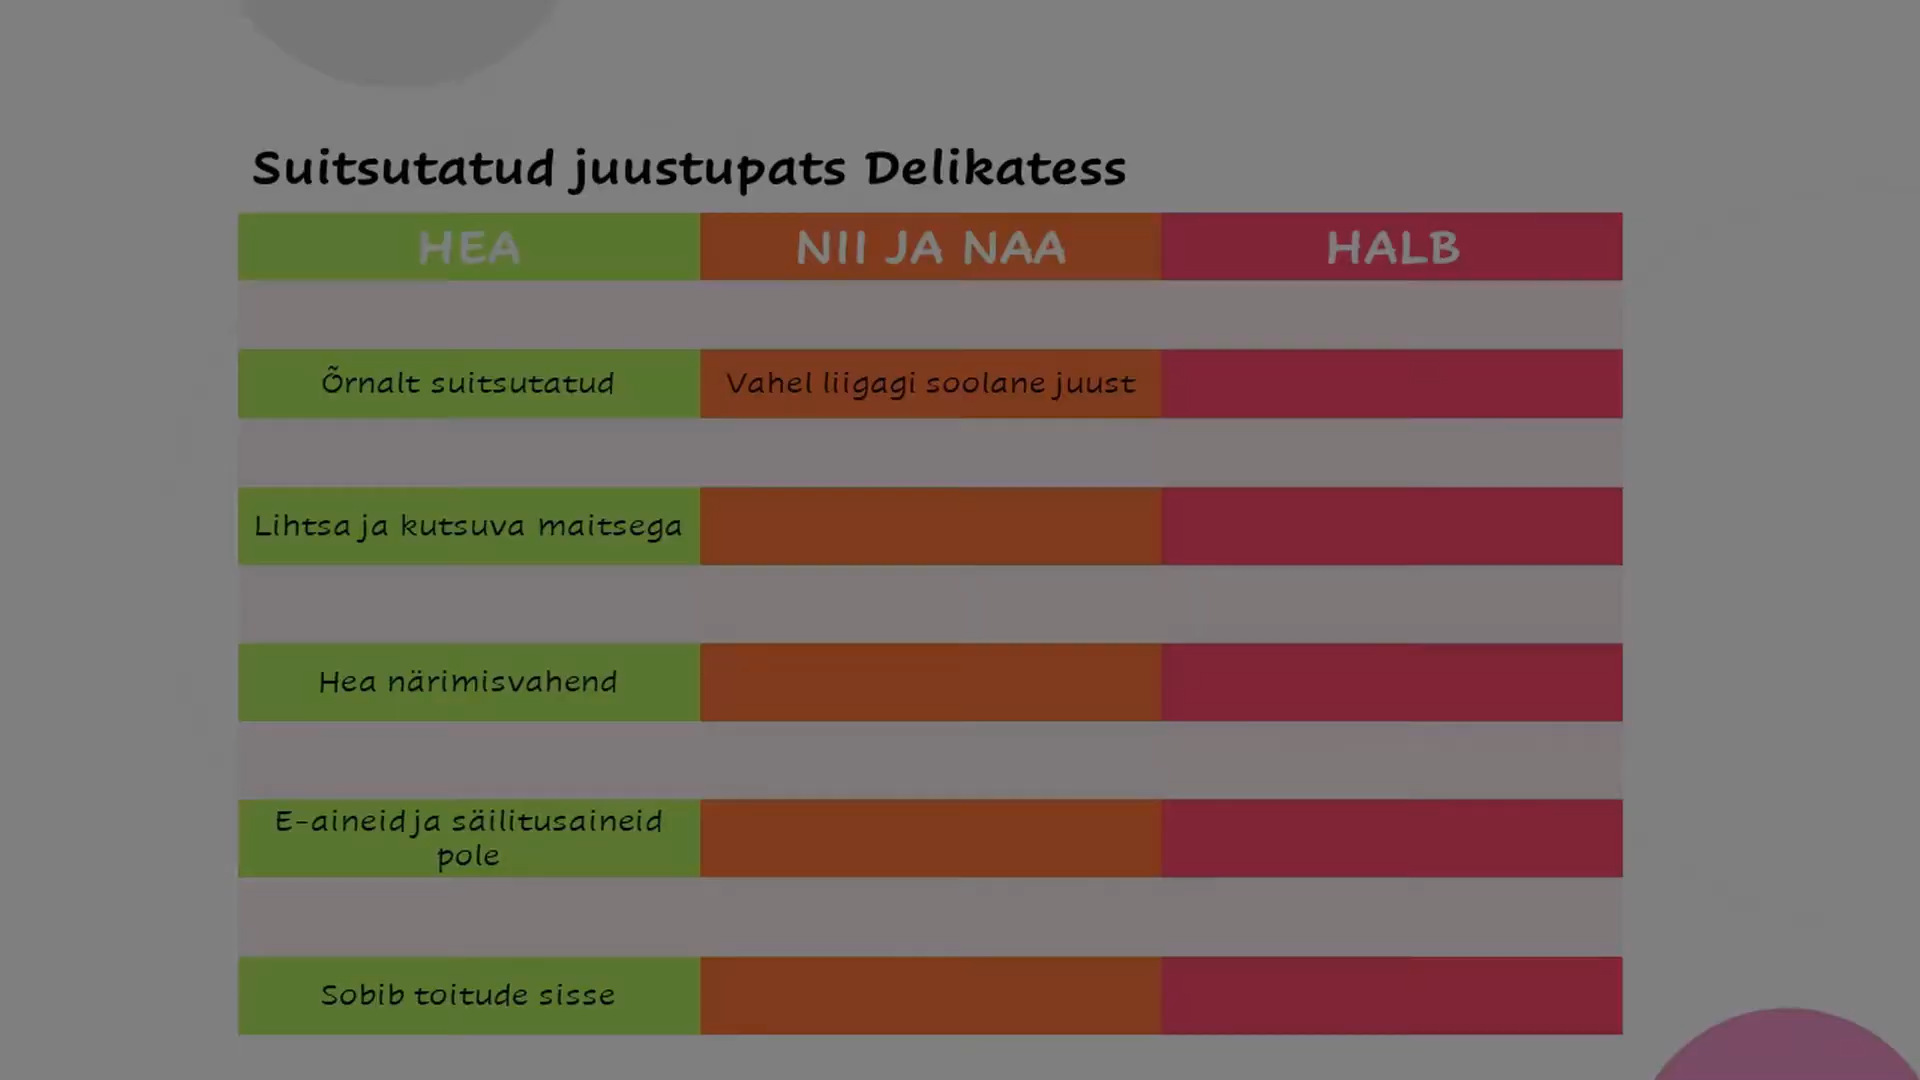 Suitsutatud juustupats Delikatess
HEA NII JA NAA HALB
Õrnalt suitsutatud Vahel liigagi soolane juust
Lihtsa ja kutsuva maitsega
Hea närimisvahend
E-aineid ja säilitusaineid
pole
Sobib toitude sisse